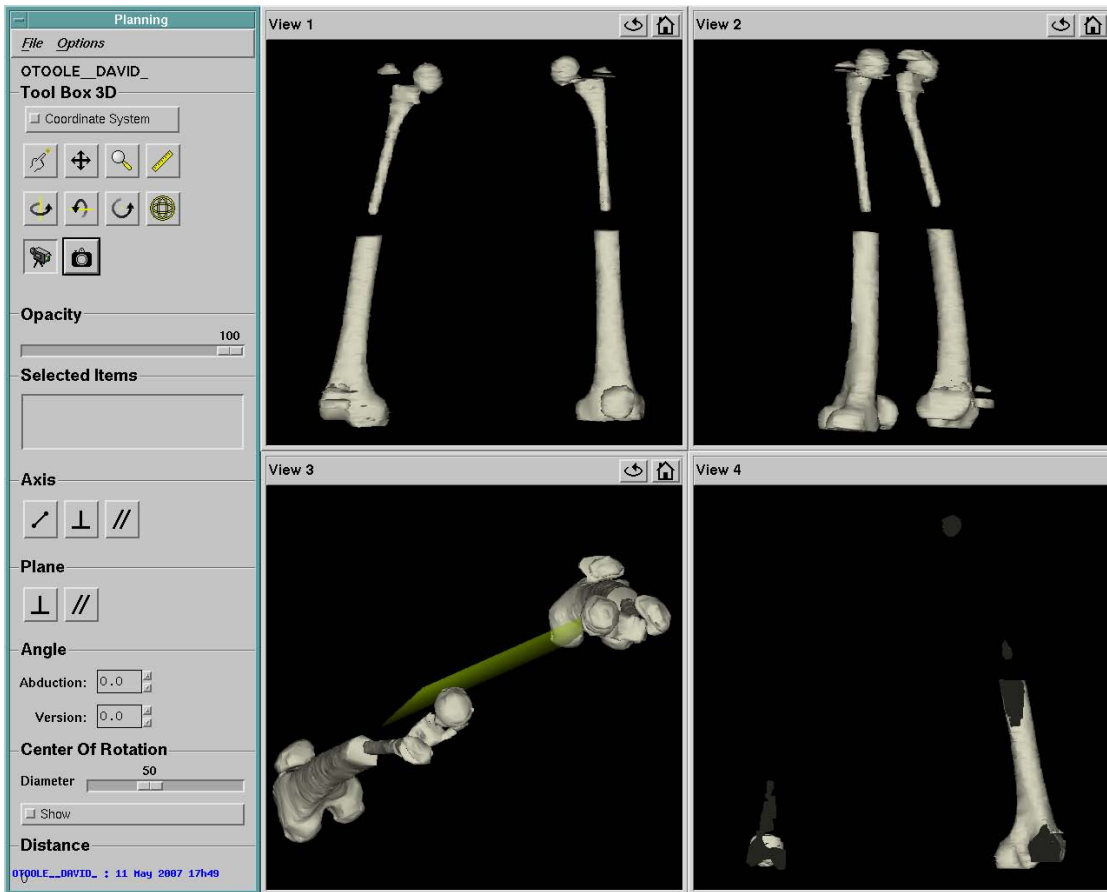 Planning
File Options
OTOOLE__DAVID_
Tool Box 3D
Coordinate System
Opacity
100
Selected Items
Axis
Plane
Angle
Abduction: 0.0
Version: 0.0
Center Of Rotation
50
Diameter
Show
Distance
OTOOLE__DAVID_ : 11 May 2007 17h49
0
View 1
View 2
View 3
View 4